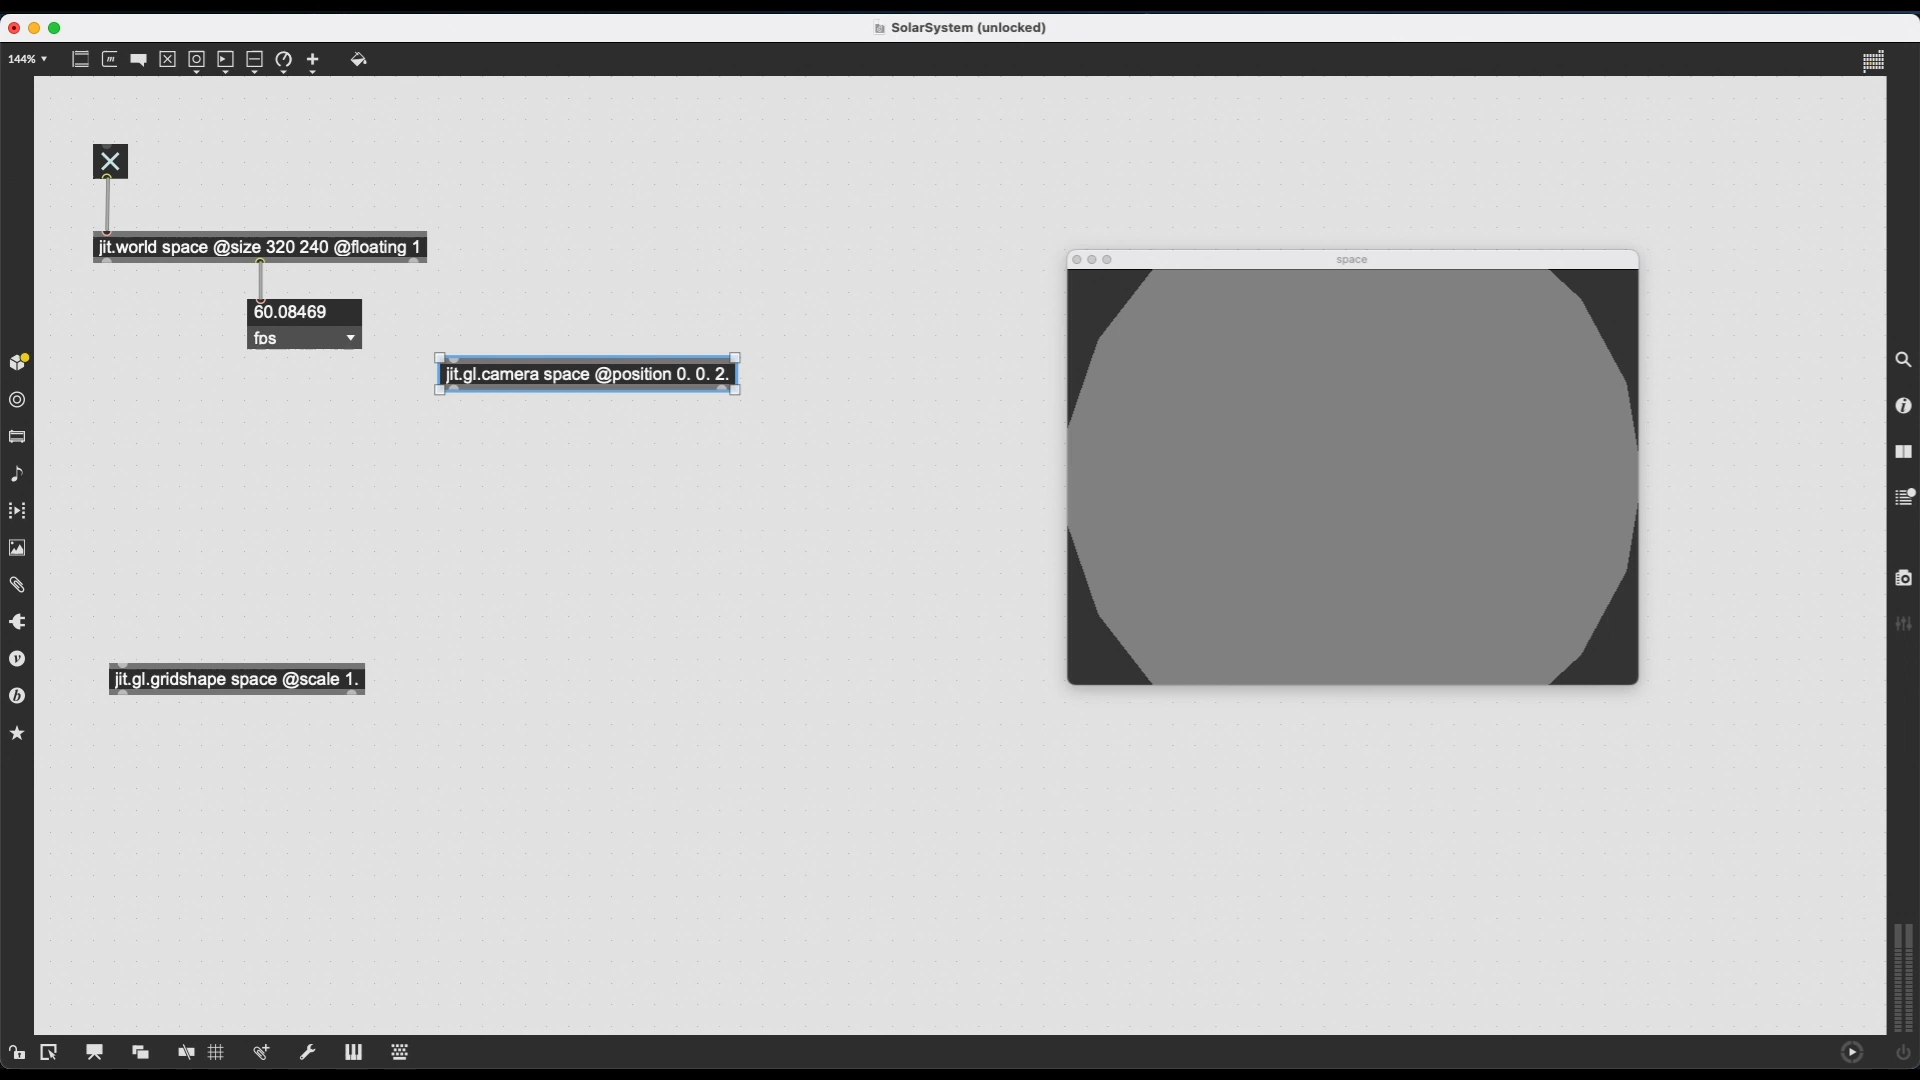 SolarSystem (unlocked)
144%
jit.world space @size 320 240 @floating 1
60.08469
fps
jit.gl.camera space @position 0. 0. 2.
space
jit.gl.gridshape space @scale 1.